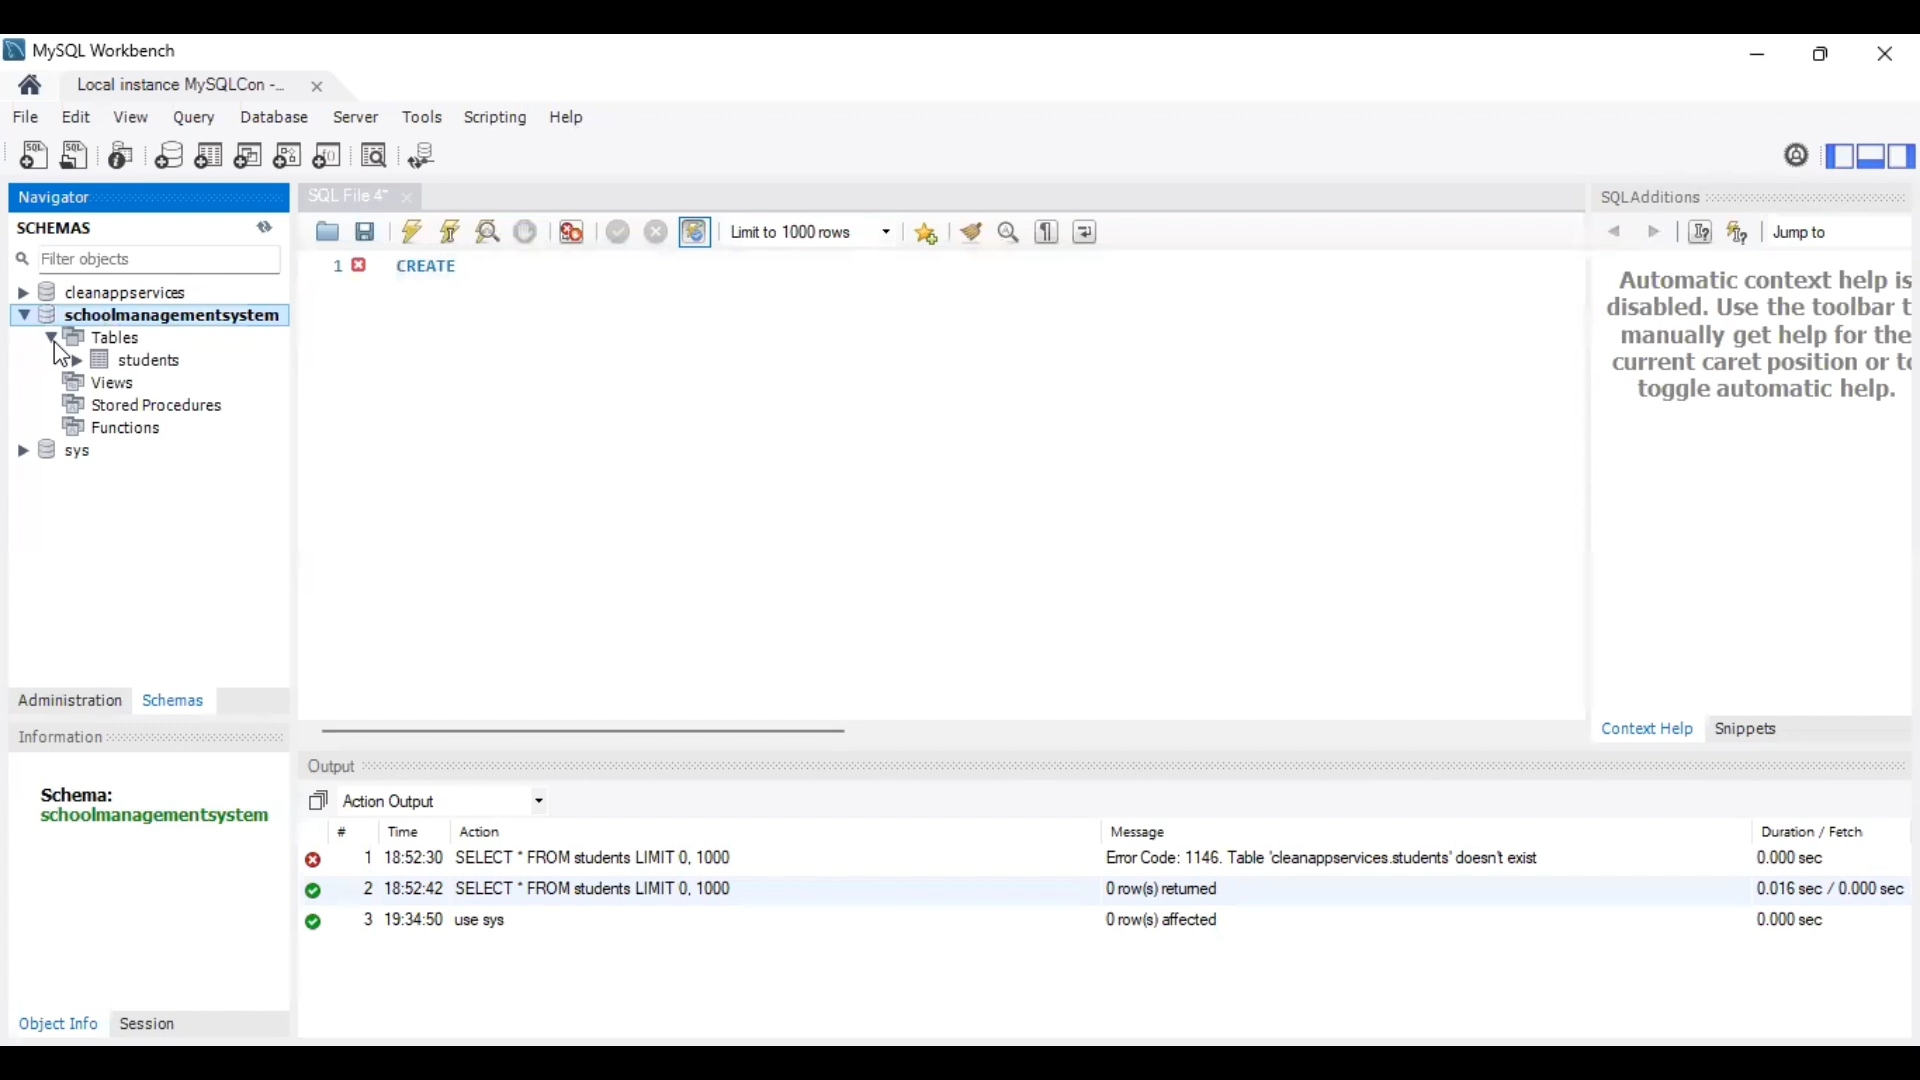 MySQL Workbench
Local instance MySQLCon -...
File Edit View Query Database Server Tools Scripting Help
Navigator
SCHEMAS
Filter objects
cleanappservices
schoolmanagementsystem
Tables
students
Views
Stored Procedures
Functions
sys
Administration Schemas
Information
Schema:
schoolmanagementsystem
Object Info Session
SQL File 4*
Limit to 1000 rows
1 CREATE
SQLAdditions
Jump to
Automatic context help is
disabled. Use the toolbar t
manually get help for the
current caret position or to
toggle automatic help.
Context Help Snippets
Output
Action Output
# Time Action Message Duration / Fetch
1 18:52:30 SELECT * FROM students LIMIT 0, 1000 Error Code: 1146. Table 'cleanappservices.students' doesn't exist 0.000 sec
2 18:52:42 SELECT * FROM students LIMIT 0, 1000 0 row(s) returned 0.016 sec / 0.000 sec
3 19:34:50 use sys 0 row(s) affected 0.000 sec